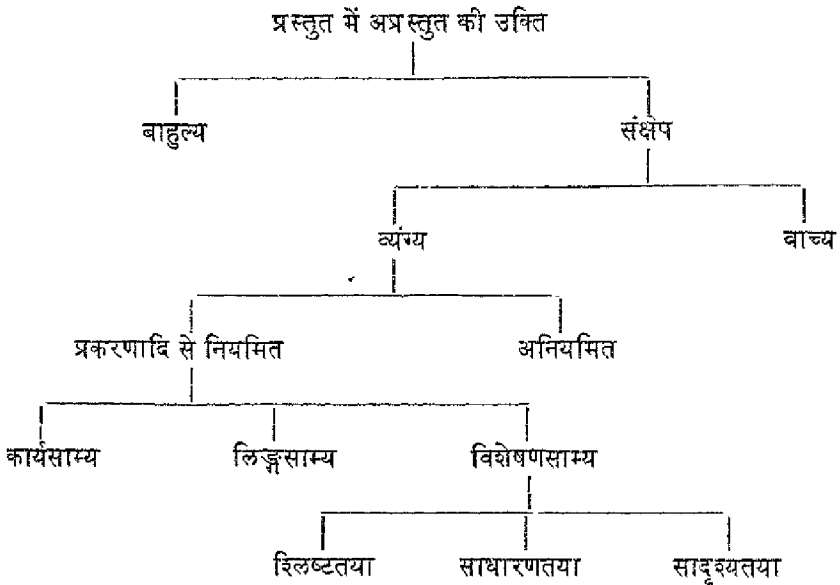 प्रस्तुत में अप्रस्तुत की उक्ति
बाहुल्य संक्षेप
व्यंग्य वाच्य
प्रकरणादि से नियमित अनियमित
कार्यसाम्य लिङ्गसाम्य विशेषणसाम्य
श्लिष्टतया साधारणतया सादृश्यतया